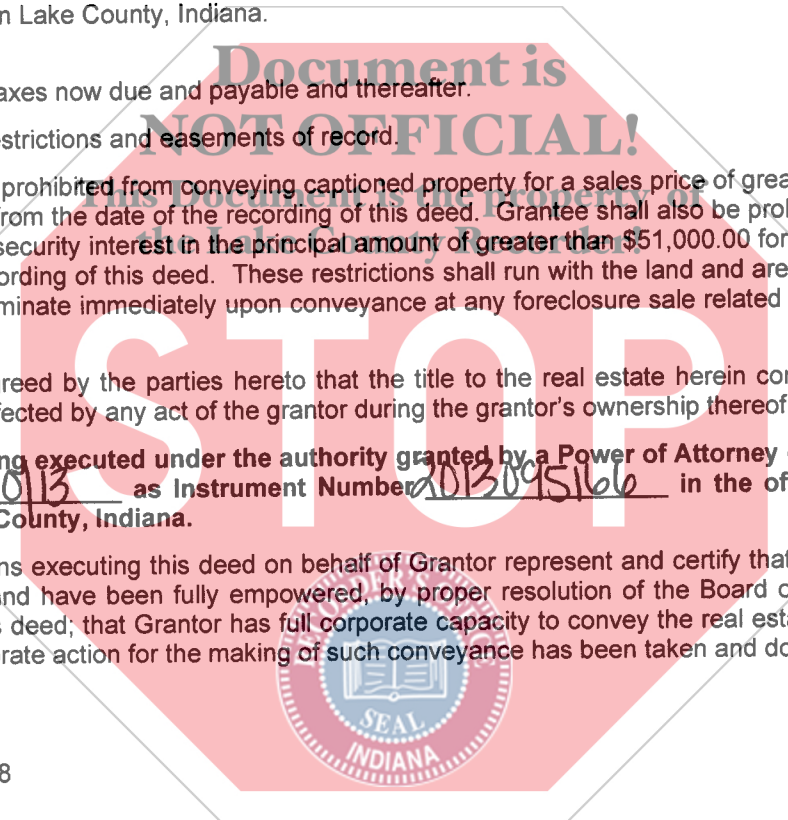 n Lake County, Indiana.
Document is
axes now due and payable and thereafter.
NOT OFFICIAL!
estrictions and easements of record.
This Document is the property of
prohibited from conveying captioned property for a sales price of grea
from the date of the recording of this deed. Grantee shall also be prol
the Lake County Recorder!
security interest in the principal amount of greater than $51,000.00 for
ording of this deed. These restrictions shall run with the land and are
minate immediately upon conveyance at any foreclosure sale related
STOP
reed by the parties hereto that the title to the real estate herein con
fected by any act of the grantor during the grantor's ownership thereof
ng executed under the authority granted by a Power of Attorney
2013 as Instrument Number 2013095166 in the of
County, Indiana.
ns executing this deed on behalf of Grantor represent and certify that
and have been fully empowered, by proper resolution of the Board o
s deed; that Grantor has full corporate capacity to convey the real est
rate action for the making of such conveyance has been taken and do
RECORDER'S OFFICE
SEAL
INDIANA
8